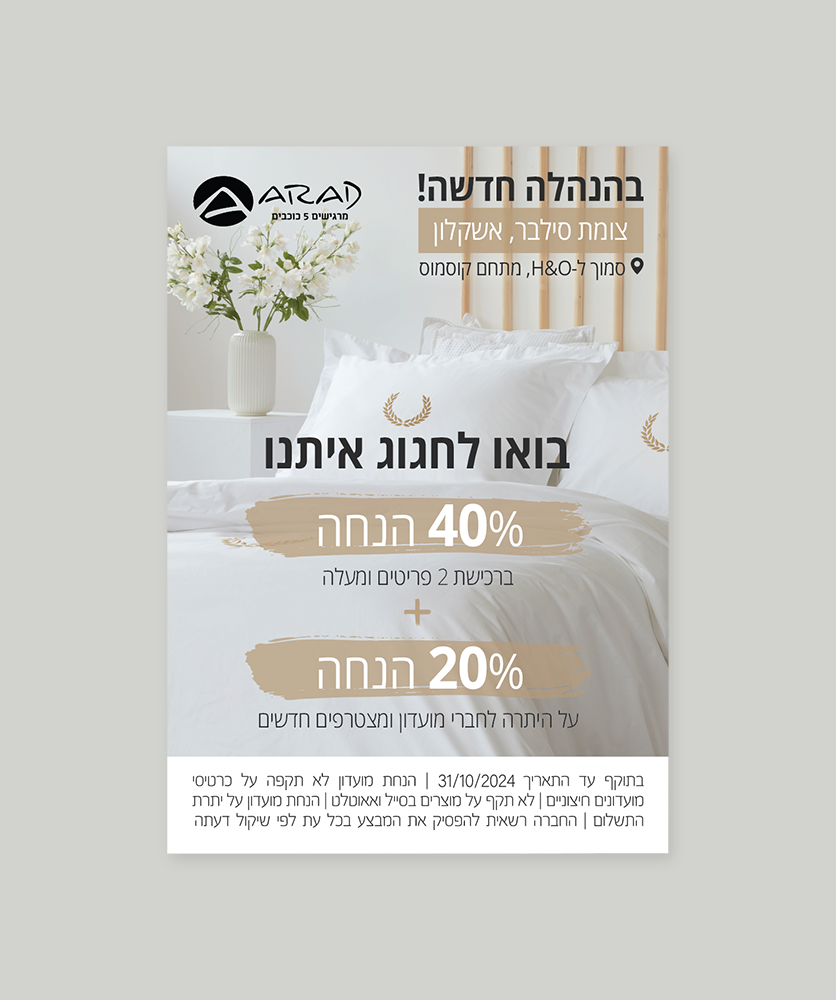 ARAD
מרגישים 5 כוכבים
בהנהלה חדשה!
צומת סילבר, אשקלון
סמוך ל-H&O, מתחם קוסמוס
בואו לחגוג איתנו
40% הנחה
ברכישת 2 פריטים ומעלה
+
20% הנחה
על היתרה לחברי מועדון ומצטרפים חדשים
בתוקף עד התאריך 31/10/2024 | הנחת מועדון לא תקפה על כרטיסי
מועדונים חיצוניים | לא תקף על מוצרים בסייל ואאוטלט | הנחת מועדון על יתרת
התשלום | החברה רשאית להפסיק את המבצע בכל עת לפי שיקול דעתה